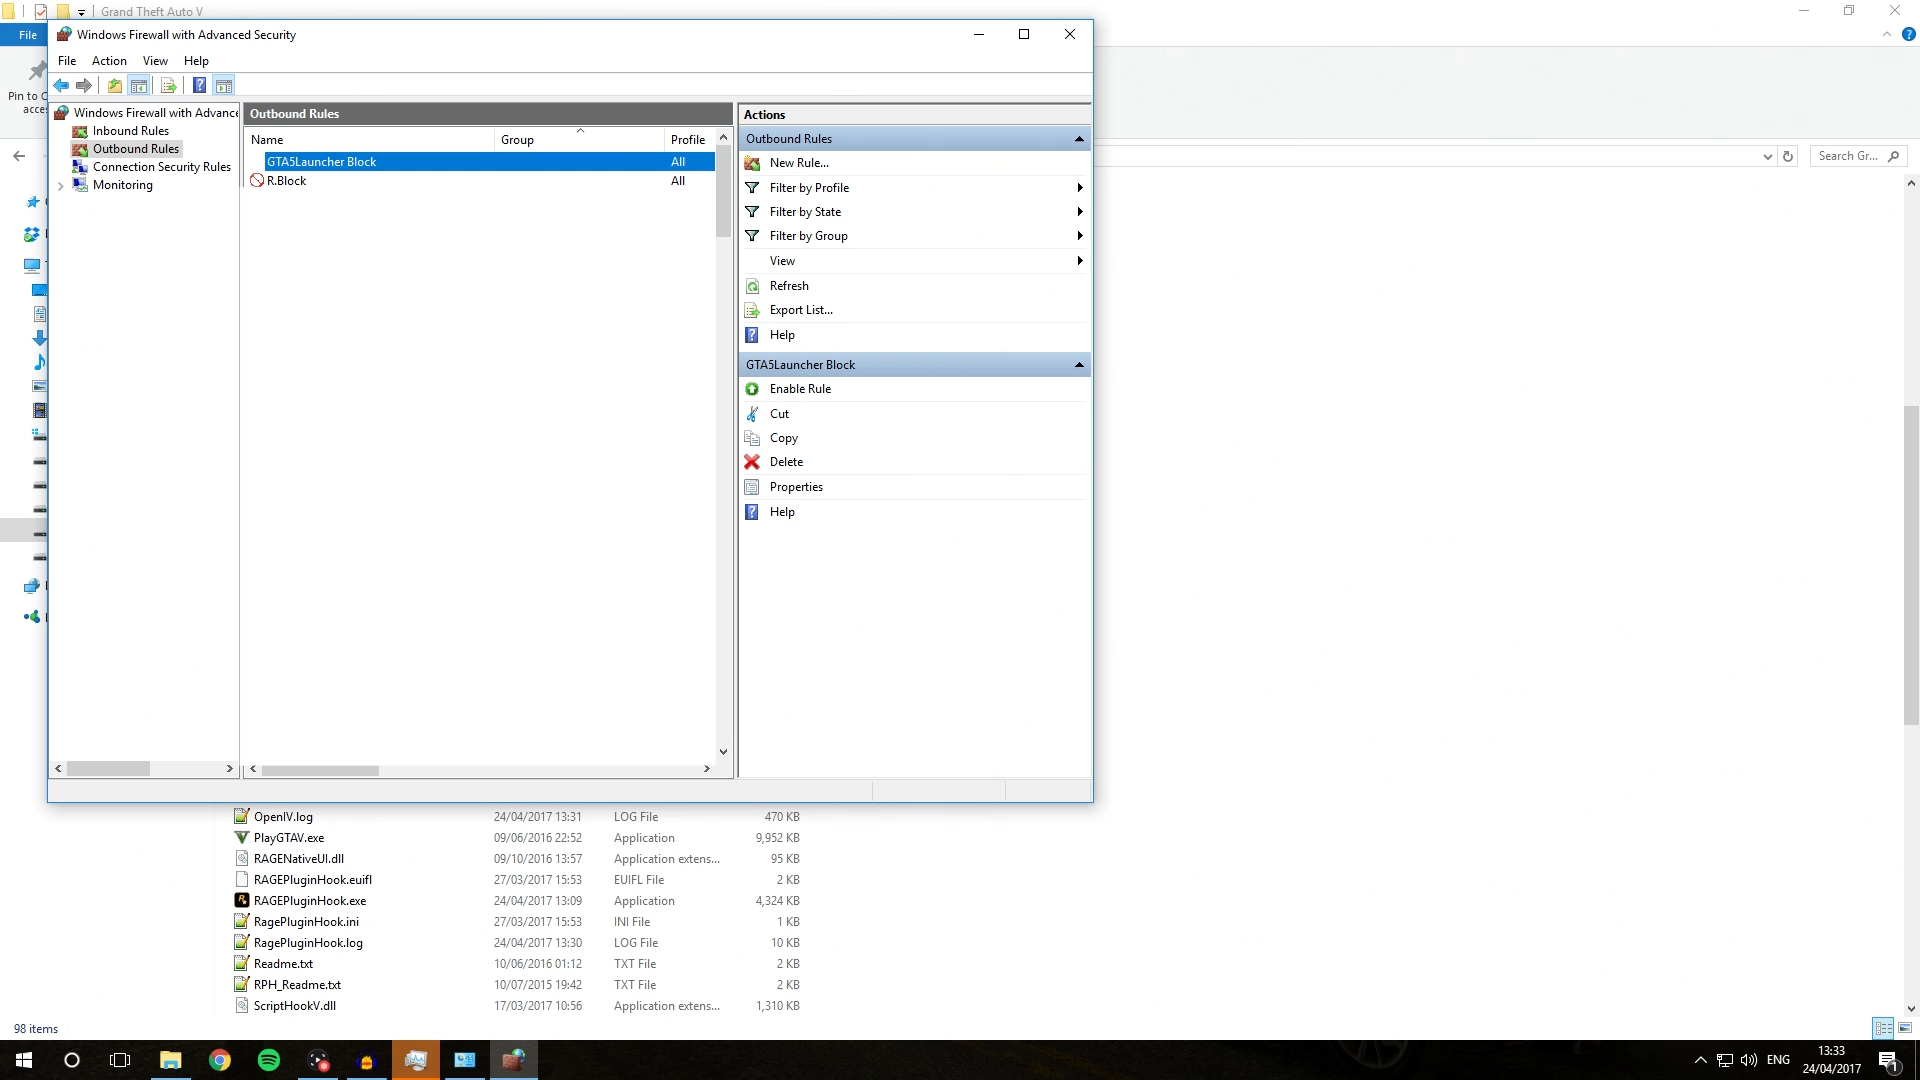 Grand Theft Auto V
File
Windows Firewall with Advanced Security
File Action View Help
Pin to
acce
Windows Firewall with Advance
Inbound Rules
Outbound Rules
Connection Security Rules
Monitoring
Outbound Rules
Name Group Profile
GTA5Launcher Block All
R.Block All
Actions
Outbound Rules
New Rule...
Filter by Profile
Filter by State
Filter by Group
View
Refresh
Export List...
Help
GTA5Launcher Block
Enable Rule
Cut
Copy
Delete
Properties
Help
Search Gr...
OpenIV.log 24/04/2017 13:31 LOG File 470 KB
PlayGTAV.exe 09/06/2016 22:52 Application 9,952 KB
RAGENativeUI.dll 09/10/2016 13:57 Application extens... 95 KB
RAGEPluginHook.euifl 27/03/2017 15:53 EUIFL File 2 KB
RAGEPluginHook.exe 24/04/2017 13:09 Application 4,324 KB
RagePluginHook.ini 27/03/2017 15:53 INI File 1 KB
RagePluginHook.log 24/04/2017 13:30 LOG File 10 KB
Readme.txt 10/06/2016 01:12 TXT File 2 KB
RPH_Readme.txt 10/07/2015 19:42 TXT File 2 KB
ScriptHookV.dll 17/03/2017 10:56 Application extens... 1,310 KB
98 items
ENG
13:33
24/04/2017
1